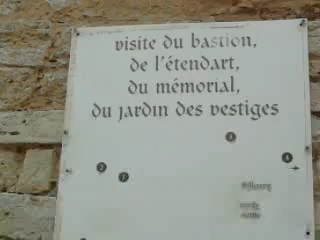 visite du bastion,
de l'étendart,
du mémorial,
du jardin des vestiges